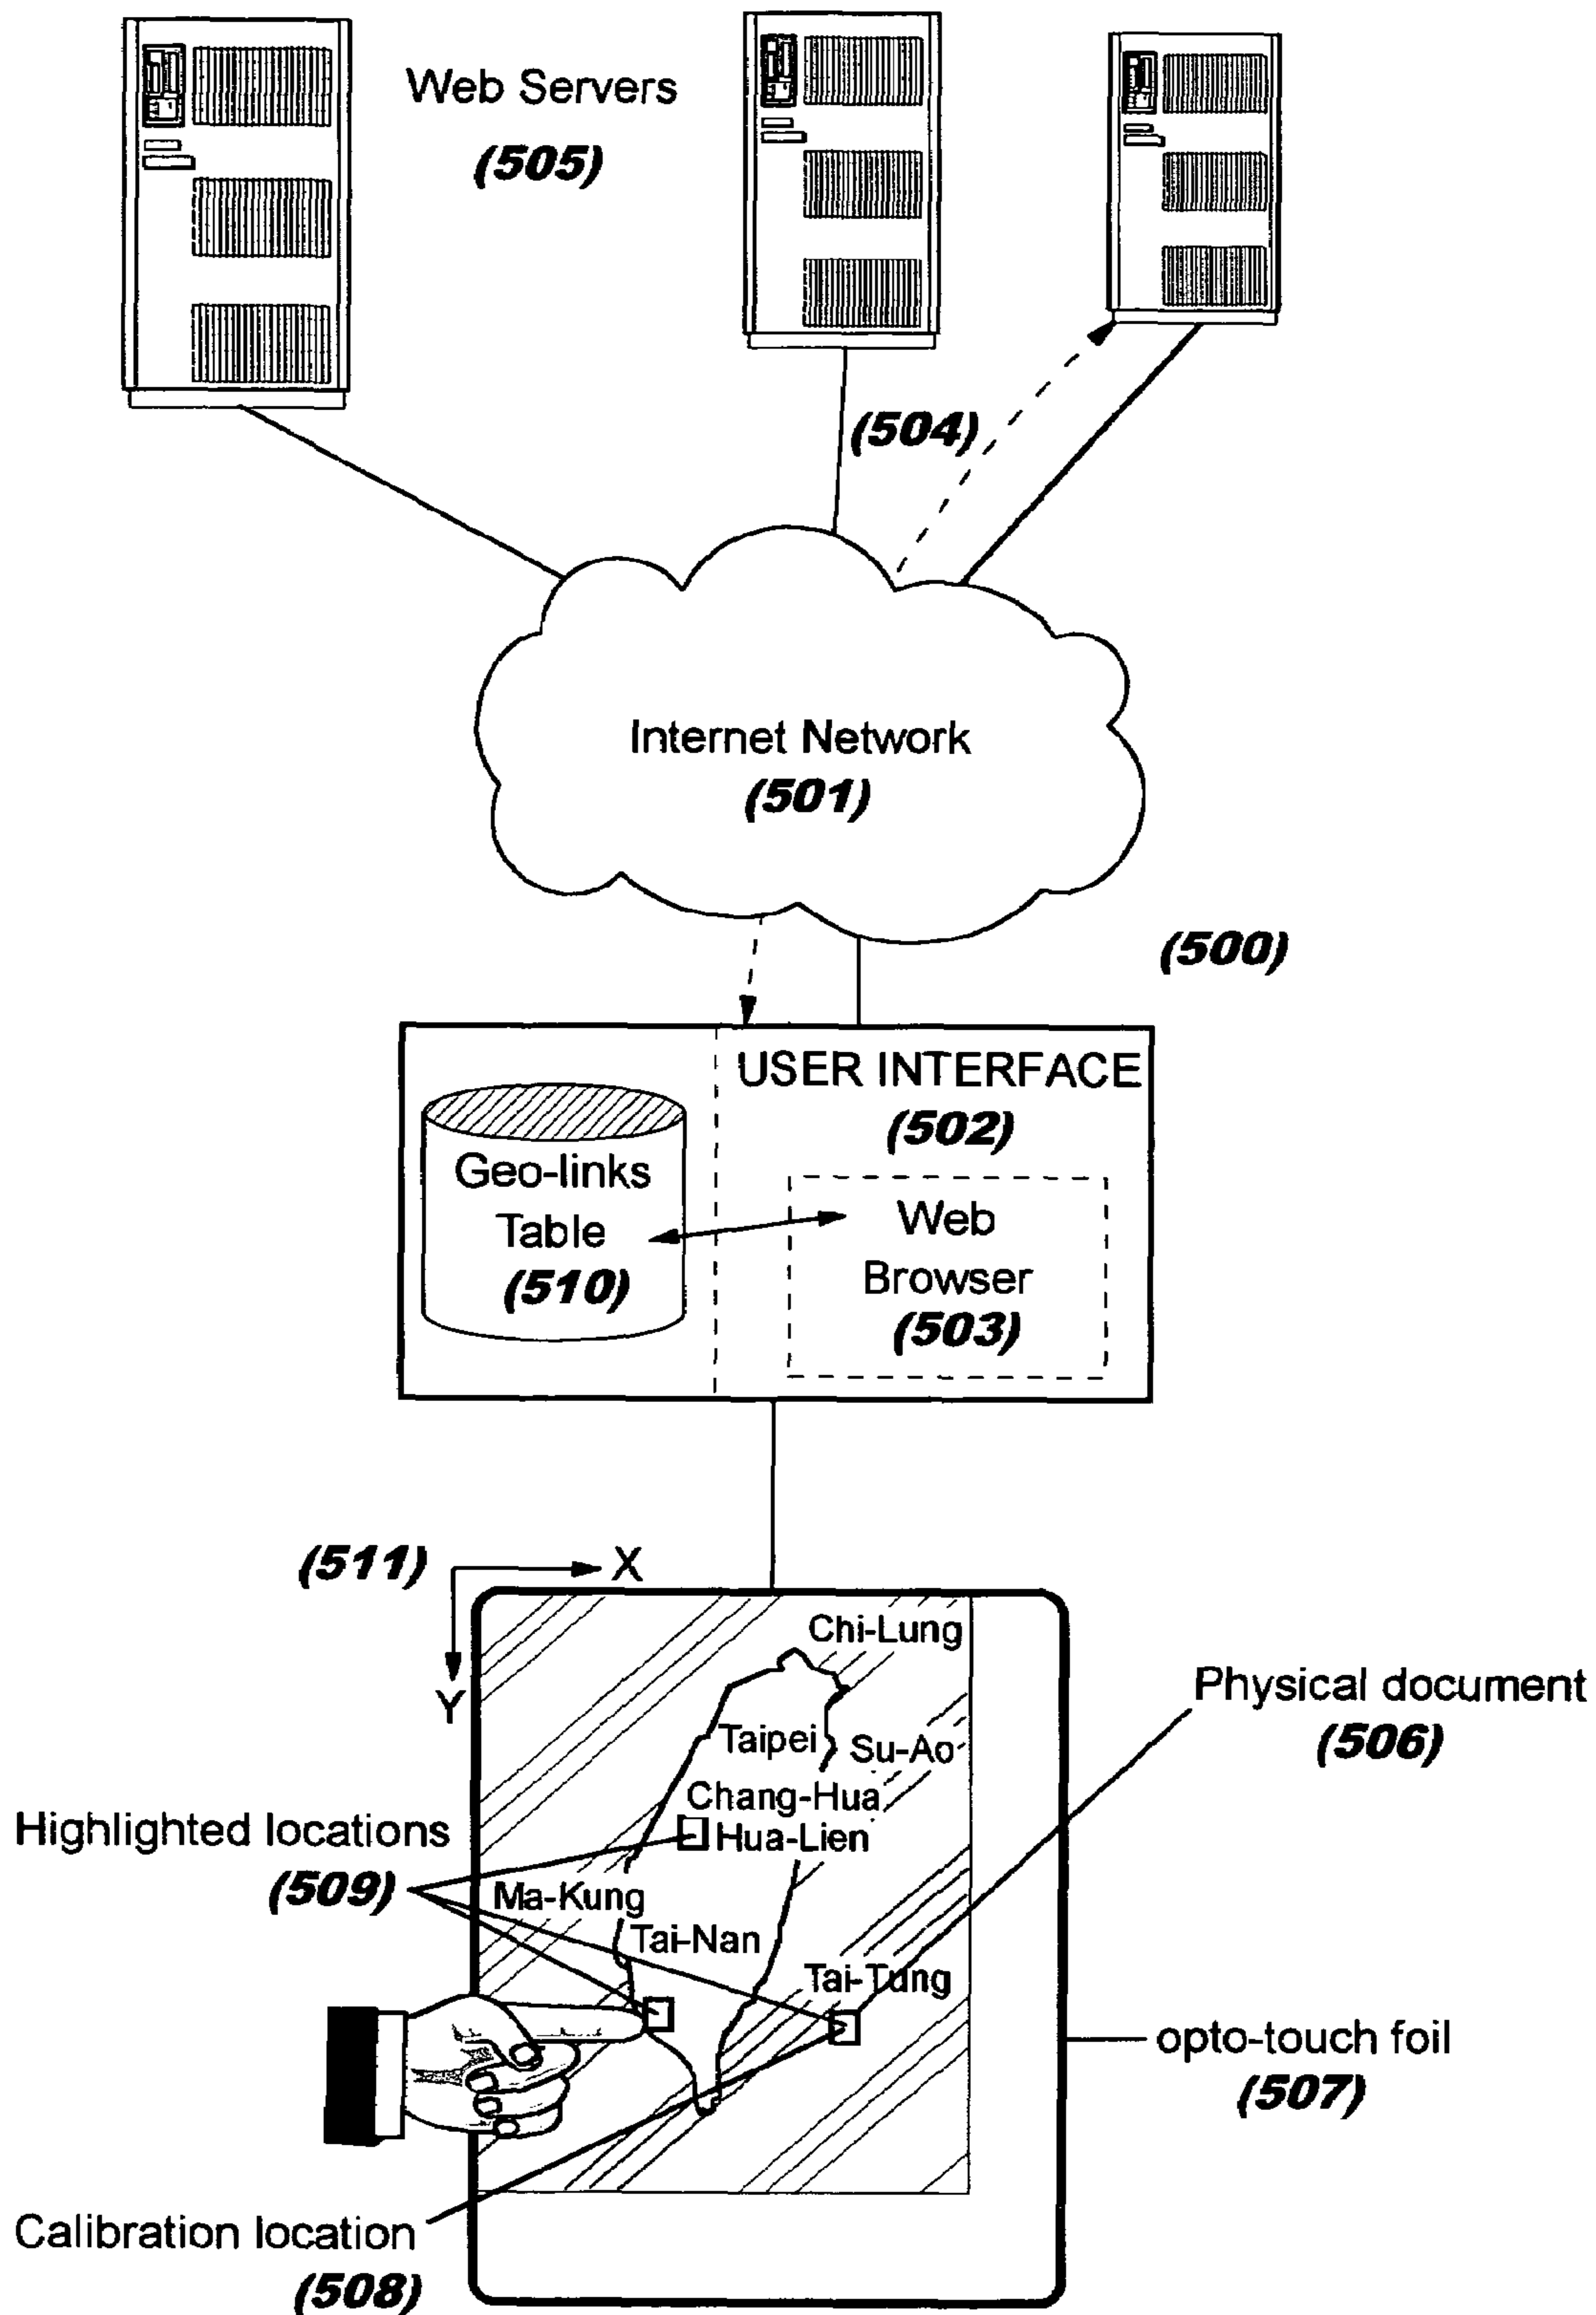 Web Servers
(505)
(504)
Internet Network
(501)
(500)
USER INTERFACE
(502)
Geo-links
Table
(510)
Web
Browser
(503)
(511)
X
Y
Chi-Lung
Physical document
(506)
Taipei
Su-Ao
Chang-Hua
Highlighted locations
(509)
Hua-Lien
Ma-Kung
Tai-Nan
Tai-Tung
opto-touch foil
(507)
Calibration location
(508)